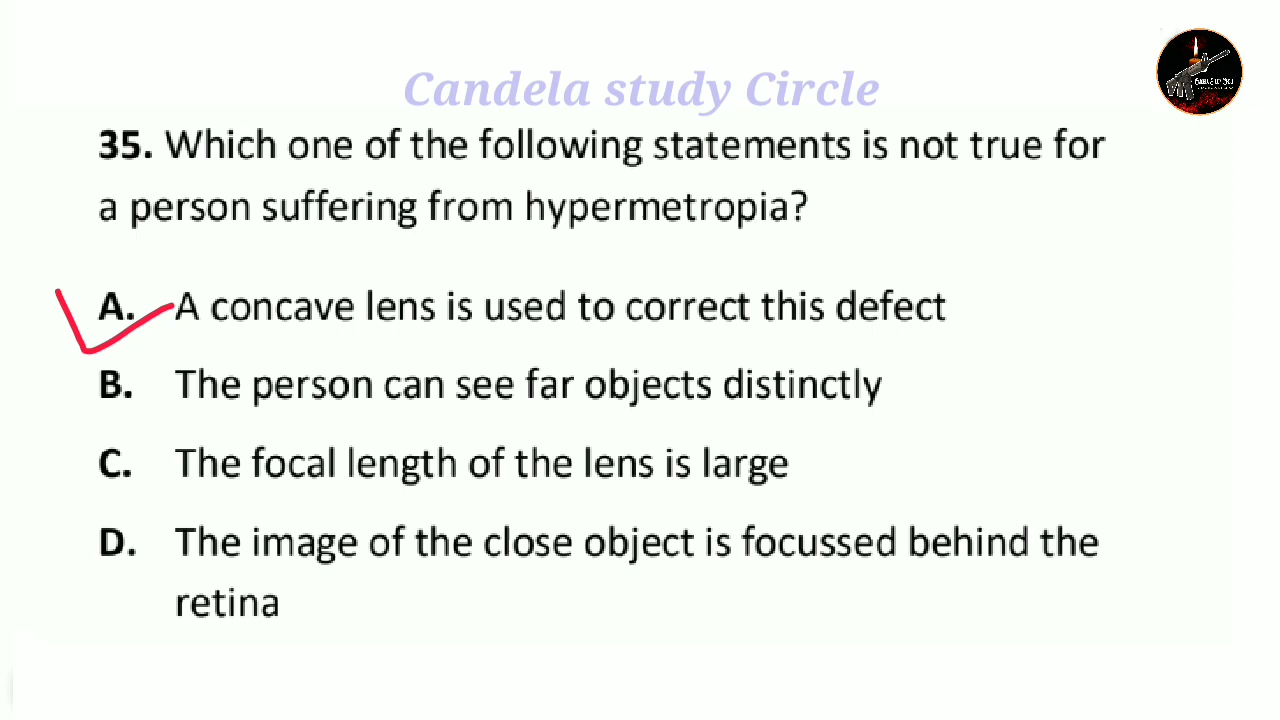 Candela study Circle
35. Which one of the following statements is not true for
a person suffering from hypermetropia?
A. A concave lens is used to correct this defect
B. The person can see far objects distinctly
C. The focal length of the lens is large
D. The image of the close object is focussed behind the
retina